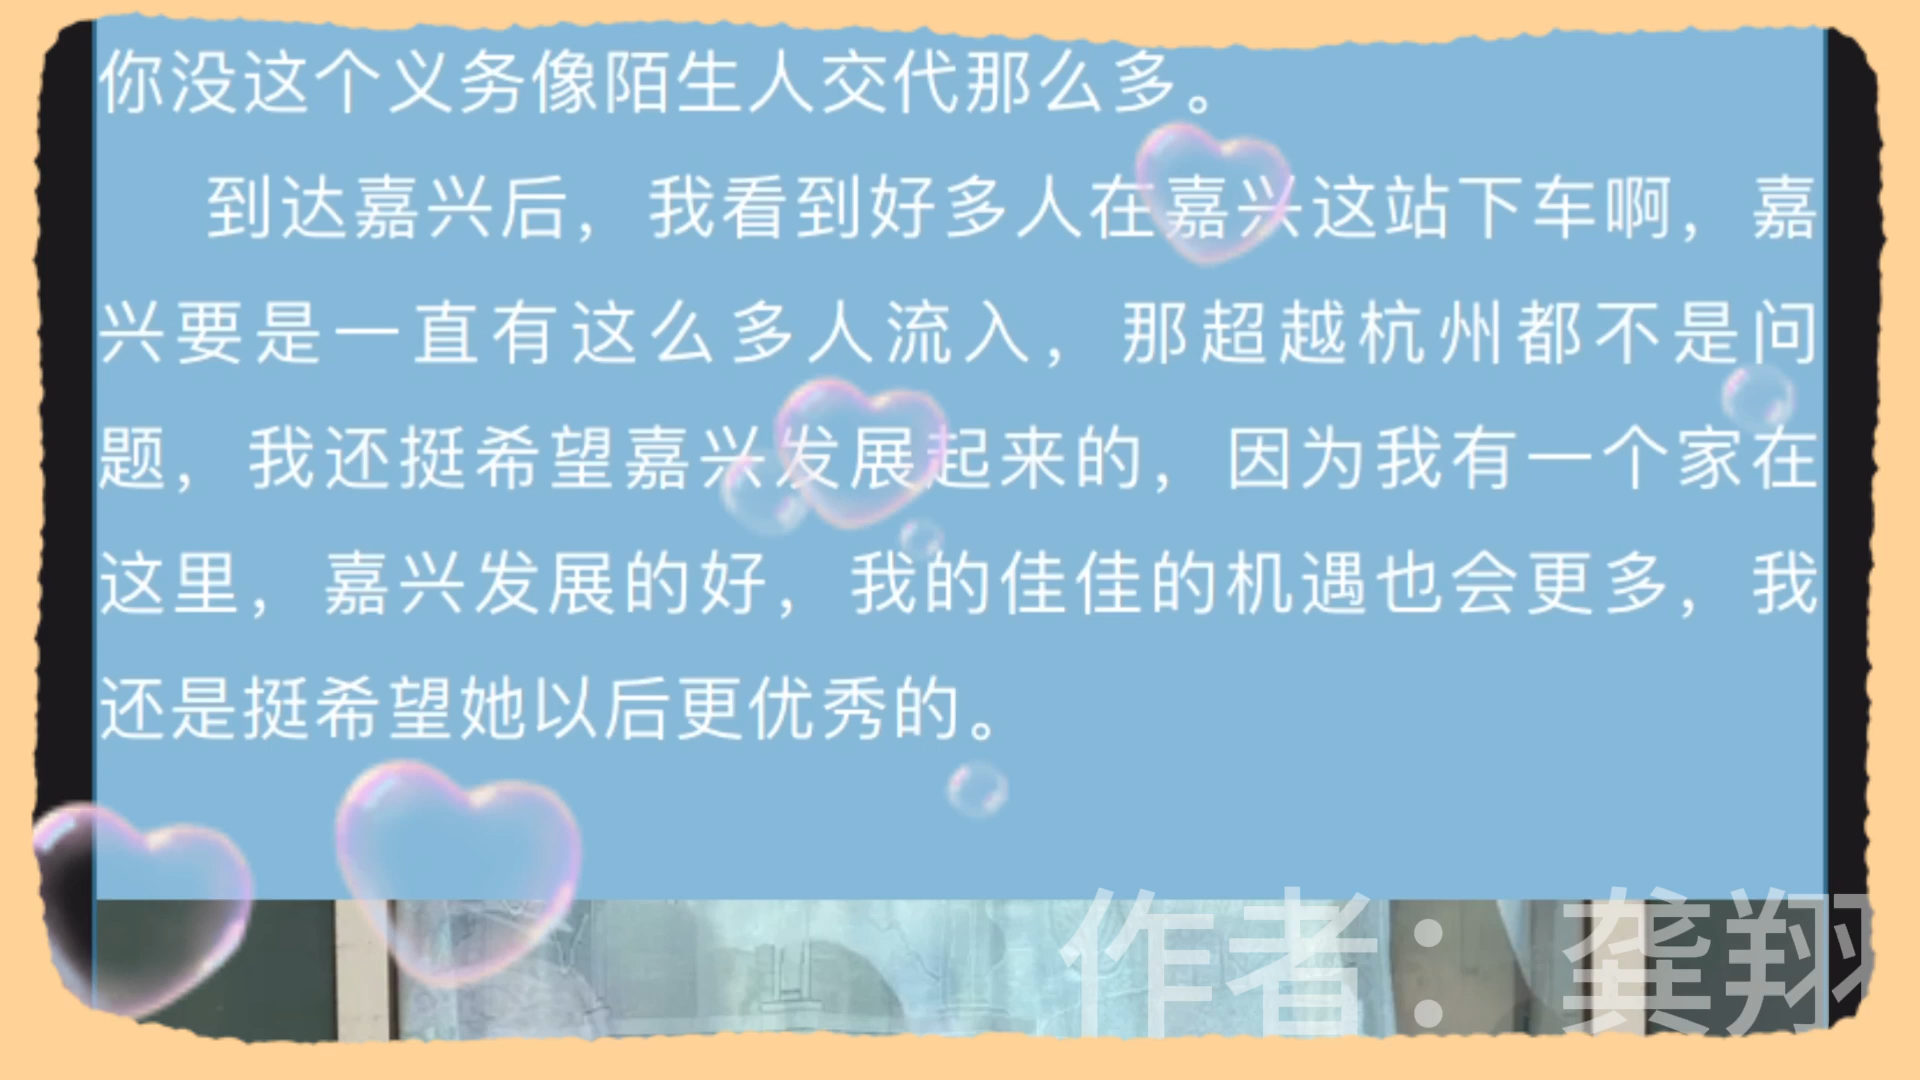 你没这个义务像陌生人交代那么多。
到达嘉兴后，我看到好多人在嘉兴这站下车啊，嘉
兴要是一直有这么多人流入，那超越杭州都不是问
题，我还挺希望嘉兴发展起来的，因为我有一个家在
这里，嘉兴发展的好，我的佳佳的机遇也会更多，我
还是挺希望她以后更优秀的。
作者：龚翔